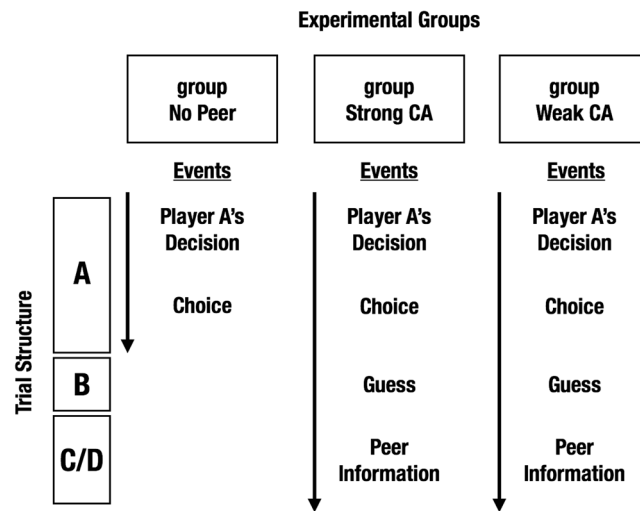 Experimental Groups
group
No Peer
group
Strong CA
group
Weak CA
Events
Events
Events
Trial Structure
A
Player A's
Decision
Player A's
Decision
Player A's
Decision
Choice
Choice
Choice
B
Guess
Guess
C/D
Peer
Information
Peer
Information